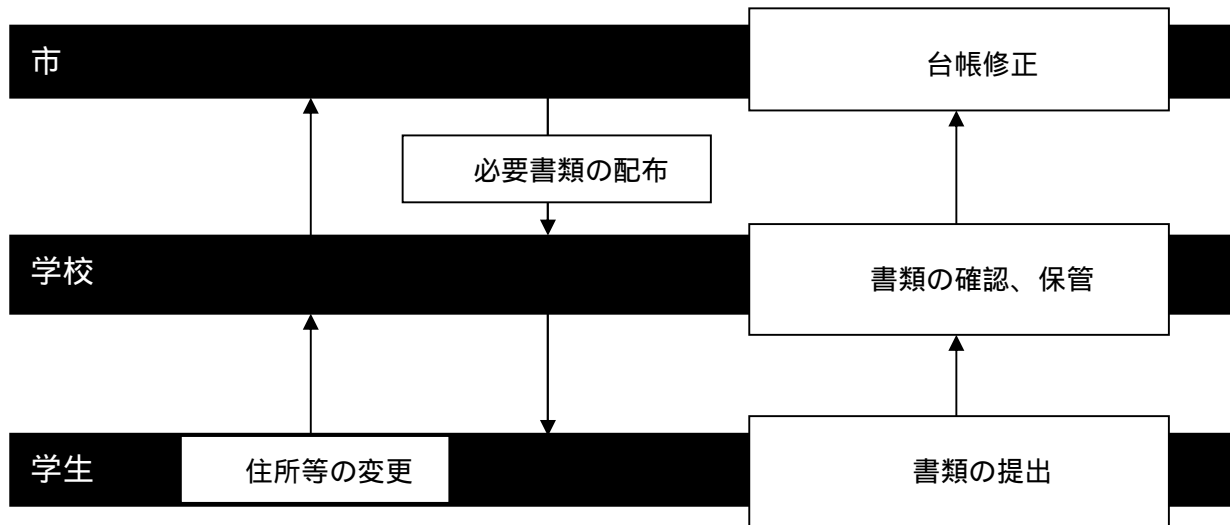 市
台帳修正
必要書類の配布
学校
書類の確認、保管
学生
住所等の変更
書類の提出